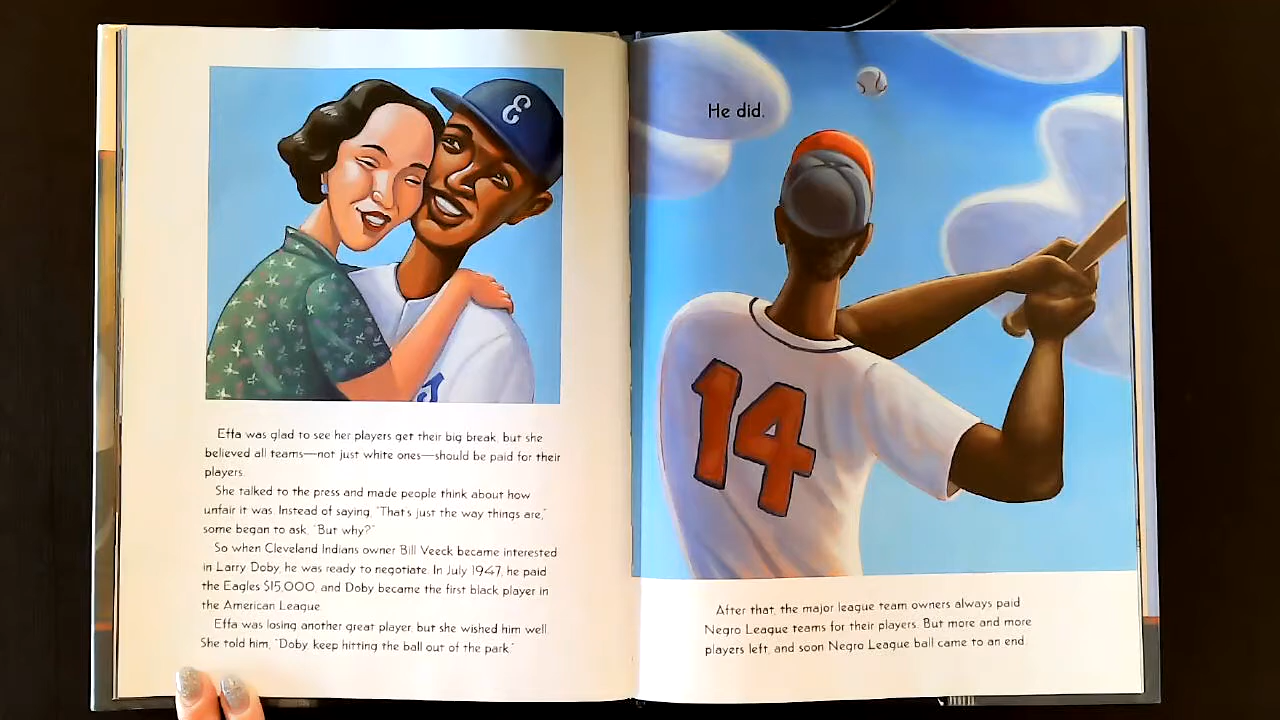 E
Effa was glad to see her players get their big break, but she
believed all teams—not just white ones—should be paid for their
players.
She talked to the press and made people think about how
unfair it was. Instead of saying, "That's just the way things are,"
some began to ask, "But why?"
So when Cleveland Indians owner Bill Veeck became interested
in Larry Doby, he was ready to negotiate. In July 1947, he paid
the Eagles $15,000, and Doby became the first black player in
the American League.
Effa was losing another great player, but she wished him well.
She told him, "Doby, keep hitting the ball out of the park."
He did.
14
After that, the major league team owners always paid
Negro League teams for their players. But more and more
players left, and soon Negro League ball came to an end.